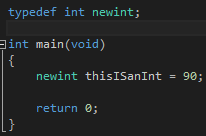 typedef int newint;
int main(void)
{
    newint thisISanInt = 90;
    return 0;
}